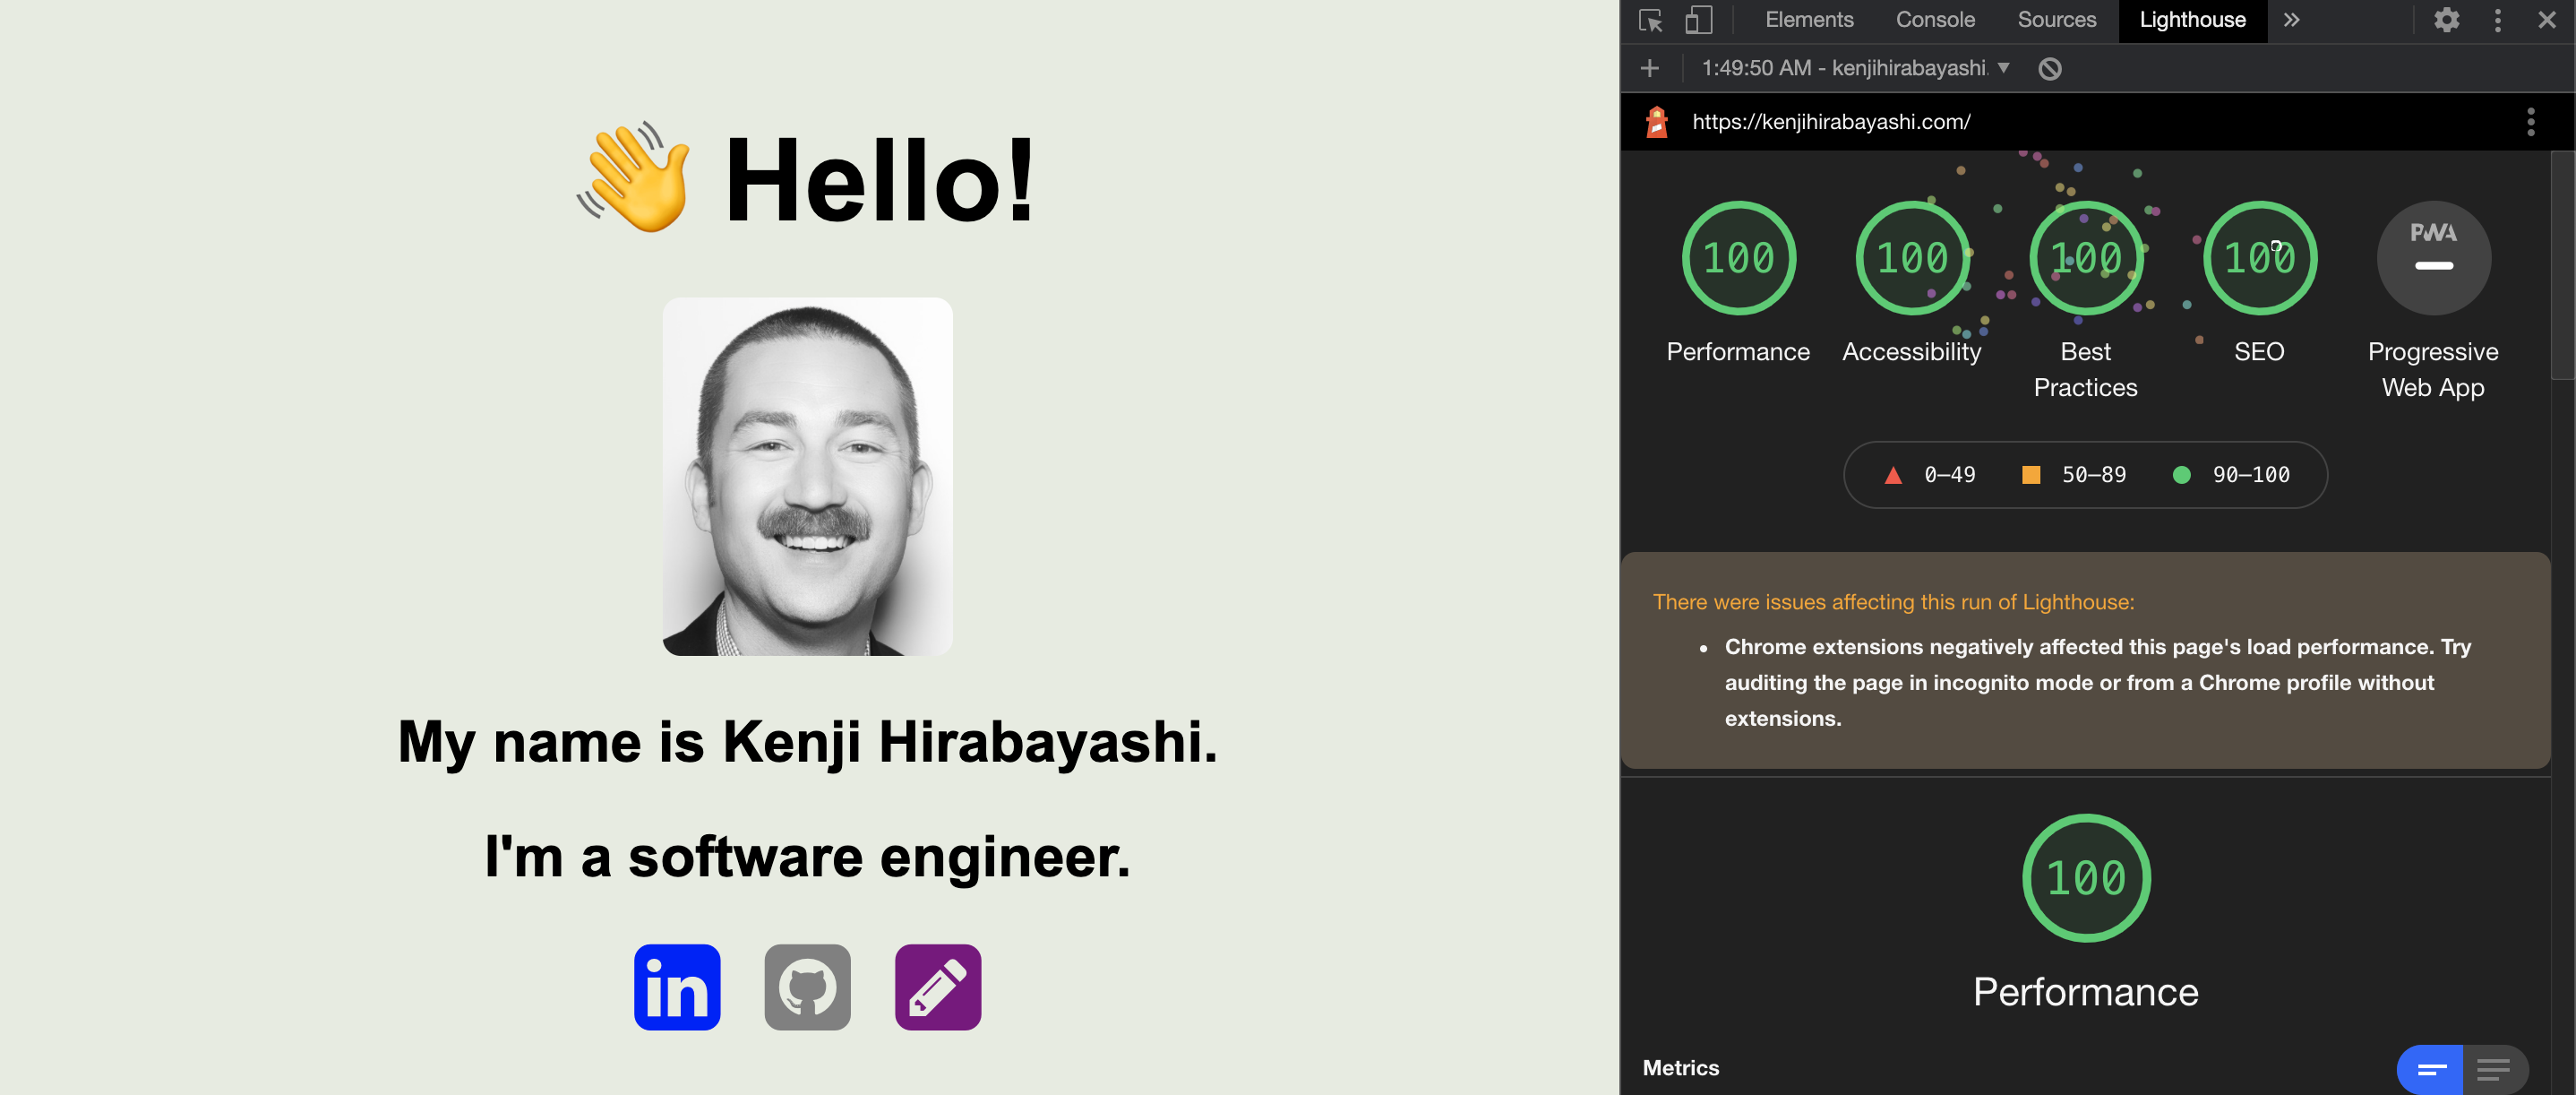 👋 Hello!
My name is Kenji Hirabayashi.
I'm a software engineer.
in
Elements Console Sources Lighthouse »
1:49:50 AM - kenjihirabayashi.
https://kenjihirabayashi.com/
100 100 100 100 PWA
Performance Accessibility Best Practices SEO Progressive Web App
0–49 50–89 90–100
There were issues affecting this run of Lighthouse:
• Chrome extensions negatively affected this page's load performance. Try
auditing the page in incognito mode or from a Chrome profile without
extensions.
100
Performance
Metrics